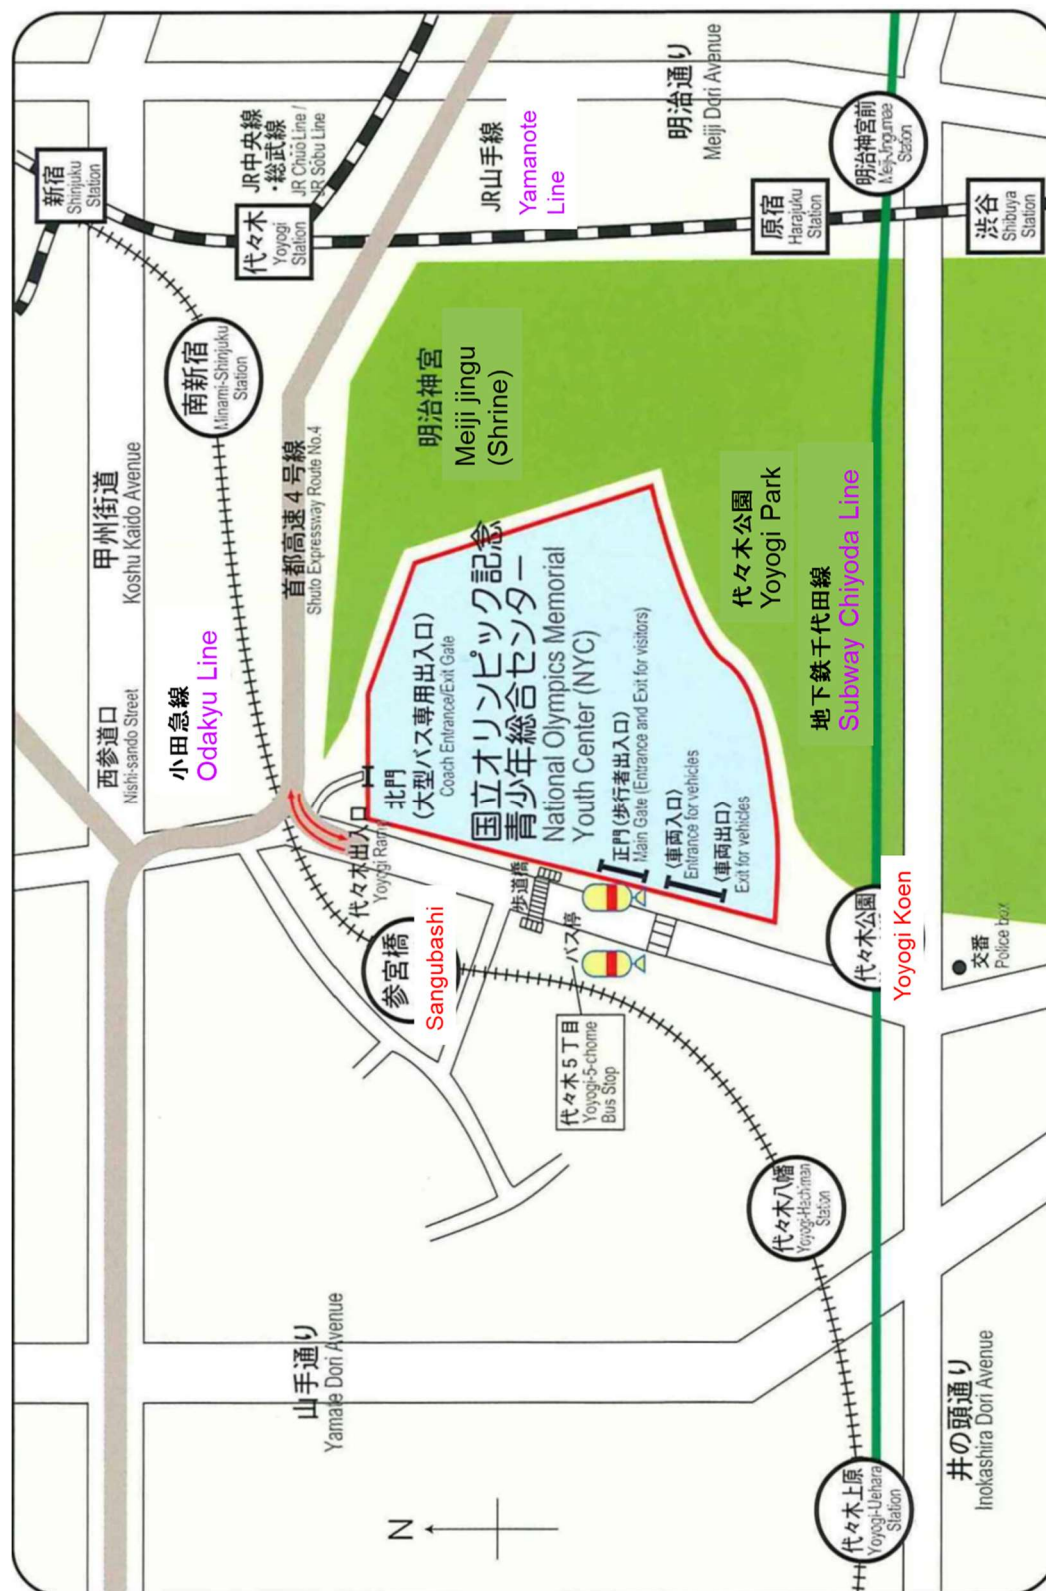 新宿
Shinjuku
Station
JR中央線
・総武線
JR Chūō Line /
JR Sōbu Line
代々木
Yoyogi
Station
JR山手線
Yamanote
Line
明治通り
Meiji Dori Avenue
明治神宮前
Meiji-Jingumae
Station
原宿
Harajuku
Station
渋谷
Shibuya
Station
南新宿
Minami-Shinjuku
Station
甲州街道
Koshu Kaido Avenue
首都高速4号線
Shuto Expressway Route No.4
明治神宮
Meiji jingu
(Shrine)
代々木公園
Yoyogi Park
地下鉄千代田線
Subway Chiyoda Line
西参道口
Nishi-sando Street
小田急線
Odakyu Line
北門
(大型バス専用出入口)
Coach Entrance/Exit Gate
国立オリンピック記念
青少年総合センター
National Olympics Memorial
Youth Center (NYC)
正門(歩行者出入口)
Main Gate (Entrance and Exit for visitors)
(車両入口)
Entrance for vehicles
(車両出口)
Exit for vehicles
代々木出入口
Yoyogi Ramp
参宮橋
Sangubashi
歩道橋
バス停
代々木5丁目
Yoyogi-5-chome
Bus Stop
代々木公園
Yoyogi Koen
交番
Police box
代々木八幡
Yoyogi-Hachiman
Station
山手通り
Yamate Dori Avenue
代々木上原
Yoyogi-Uehara
Station
井の頭通り
Inokashira Dori Avenue
N